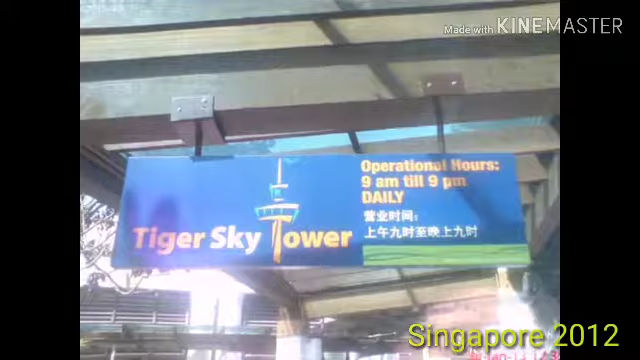 Made with KINEMASTER
Operational Hours:
9 am till 9 pm
DAILY
营业时间:
上午九时至晚上九时
Tiger Sky Tower
Singapore 2012